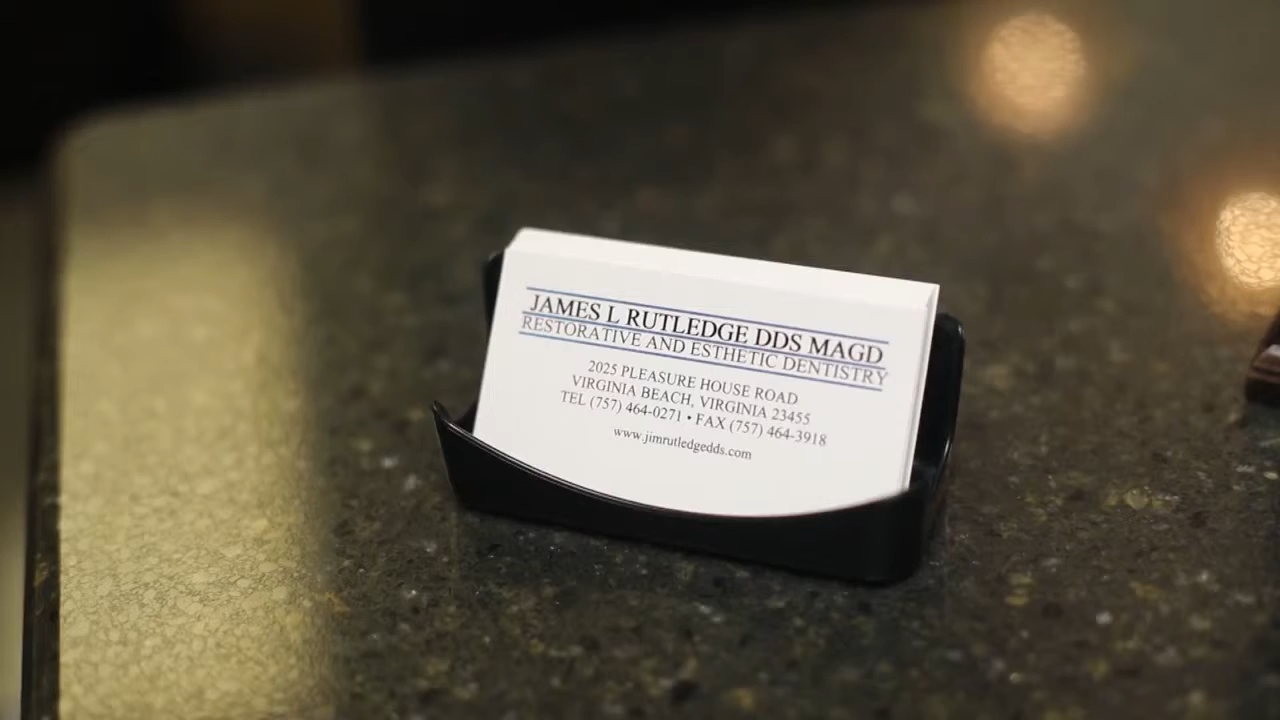 JAMES L RUTLEDGE DDS MAGD
RESTORATIVE AND ESTHETIC DENTISTRY
2025 PLEASURE HOUSE ROAD
VIRGINIA BEACH, VIRGINIA 23455
TEL (757) 464-0271 • FAX (757) 464-3918
www.jimrutledgedds.com